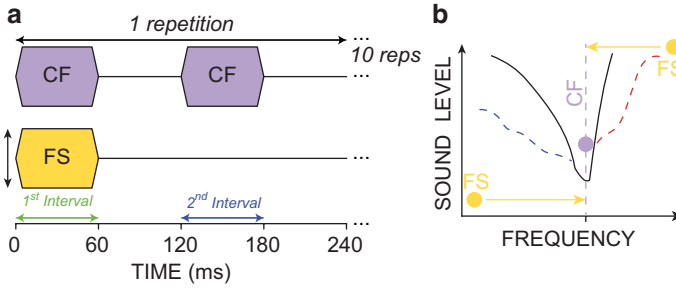 a
1 repetition
...
10 reps
CF
CF
...
FS
...
1st Interval
2nd Interval
...
0
60
120
180
240
TIME (ms)
b
SOUND LEVEL
FS
CF
FS
FREQUENCY